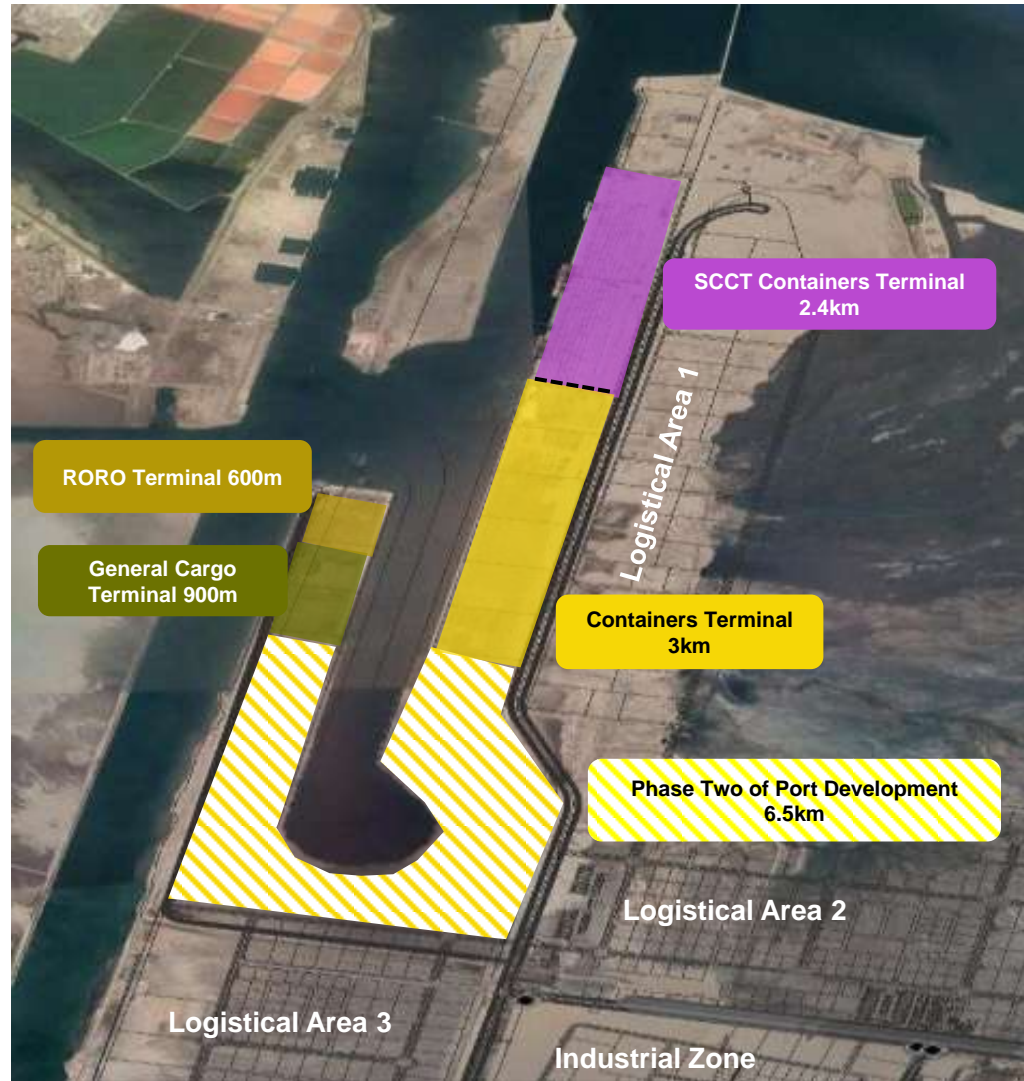 SCCT Containers Terminal
2.4km
Logistical Area 1
RORO Terminal 600m
General Cargo
Terminal 900m
Containers Terminal
3km
Phase Two of Port Development
6.5km
Logistical Area 2
Logistical Area 3
Industrial Zone